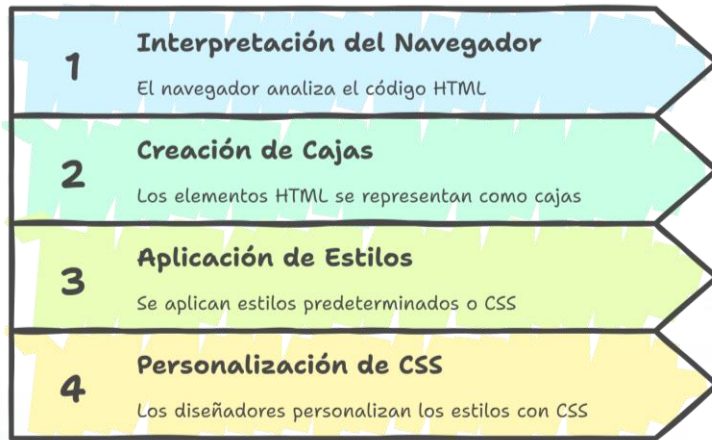 1
Interpretación del Navegador
El navegador analiza el código HTML
2
Creación de Cajas
Los elementos HTML se representan como cajas
3
Aplicación de Estilos
Se aplican estilos predeterminados o CSS
4
Personalización de CSS
Los diseñadores personalizan los estilos con CSS